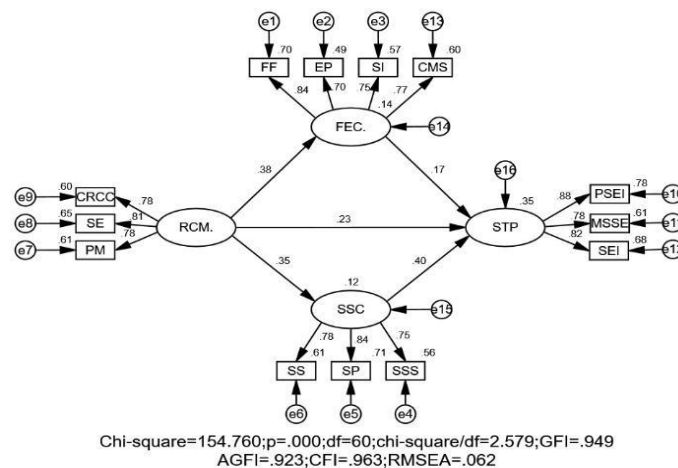 e1 e2 e3 e13
.70 .49 .57 .60
FF EP SI CMS
.84 .70 .75 .77
.14
FEC. e14
.38 .17
e16
e9 .60 CRCC .78
.35
.88 PSEI .78 e10
e8 .65 SE .81
RCM. .23 STP
.78 MSSE .61 e11
e7 .61 PM .78
.82 SEI .68 e12
.35 .40
.12
SSC e15
.78 .84 .75
.61 .71 .56
SS SP SSS
e6 e5 e4
Chi-square=154.760;p=.000;df=60;chi-square/df=2.579;GFI=.949
AGFI=.923;CFI=.963;RMSEA=.062